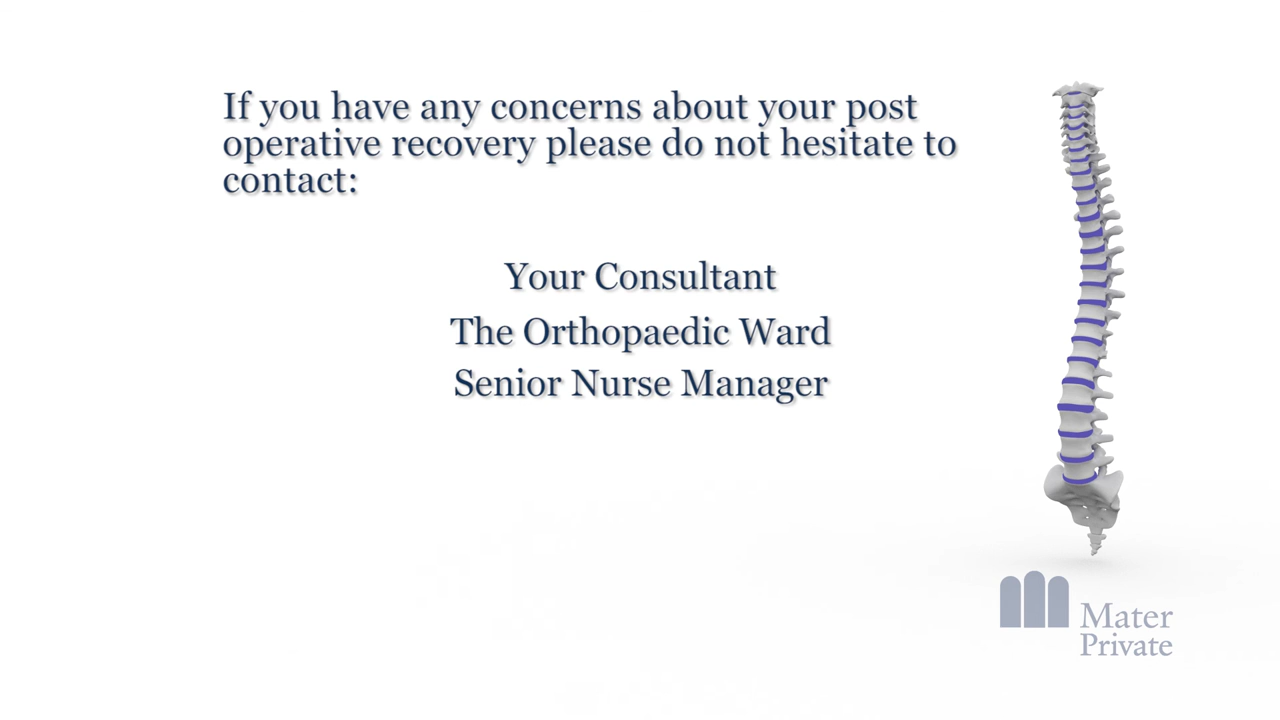 If you have any concerns about your post
operative recovery please do not hesitate to
contact:
Your Consultant
The Orthopaedic Ward
Senior Nurse Manager
Mater
Private